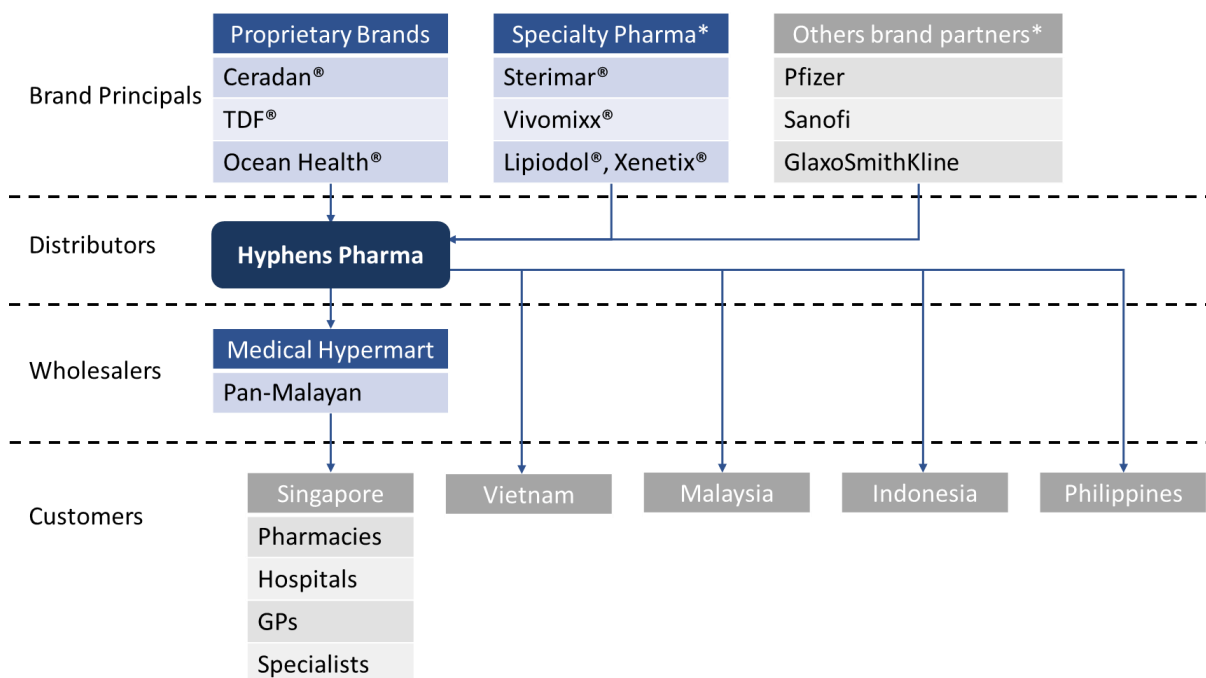 Proprietary Brands
Specialty Pharma*
Others brand partners*
Brand Principals
Ceradan®
Sterimar®
Pfizer
TDF®
Vivomixx®
Sanofi
Ocean Health®
Lipiodol®, Xenetix®
GlaxoSmithKline
Distributors
Hyphens Pharma
Wholesalers
Medical Hypermart
Pan-Malayan
Customers
Singapore
Vietnam
Malaysia
Indonesia
Philippines
Pharmacies
Hospitals
GPs
Specialists